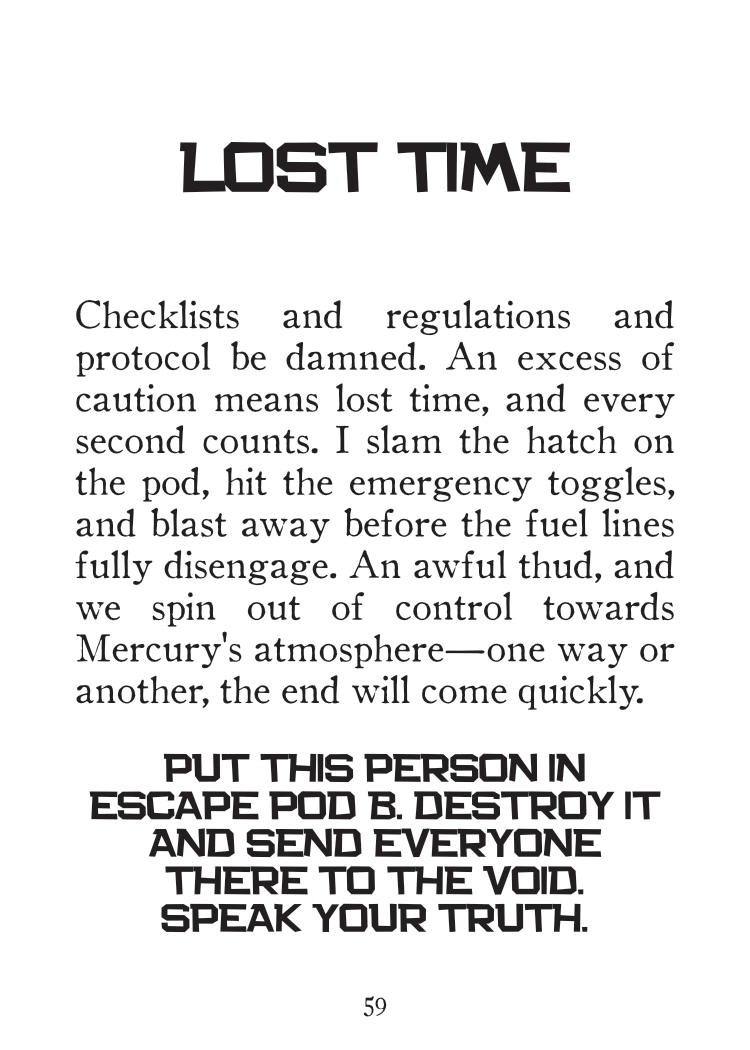 LOST TIME
Checklists and regulations and
protocol be damned. An excess of
caution means lost time, and every
second counts. I slam the hatch on
the pod, hit the emergency toggles,
and blast away before the fuel lines
fully disengage. An awful thud, and
we spin out of control towards
Mercury's atmosphere—one way or
another, the end will come quickly.
PUT THIS PERSON IN
ESCAPE POD B. DESTROY IT
AND SEND EVERYONE
THERE TO THE VOID.
SPEAK YOUR TRUTH.
59